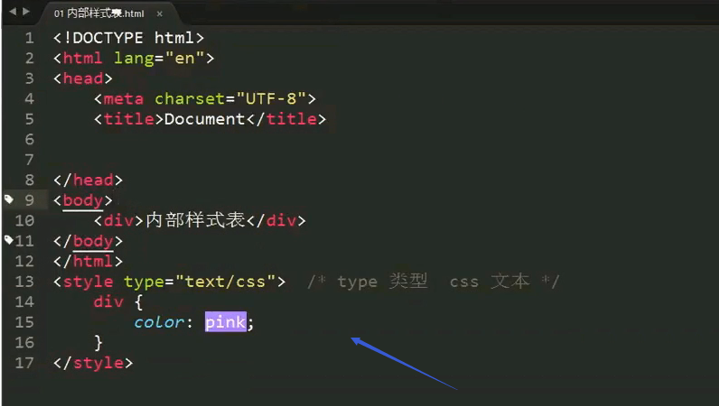 01 内部样式表.html ×
1 <!DOCTYPE html>
2 <html lang="en">
3 <head>
4 <meta charset="UTF-8">
5 <title>Document</title>
6
7
8 </head>
9 <body>
10 <div>内部样式表</div>
11 </body>
12 </html>
13 <style type="text/css"> /* type 类型 css 文本 */
14 div {
15 color: pink;
16 }
17 </style>